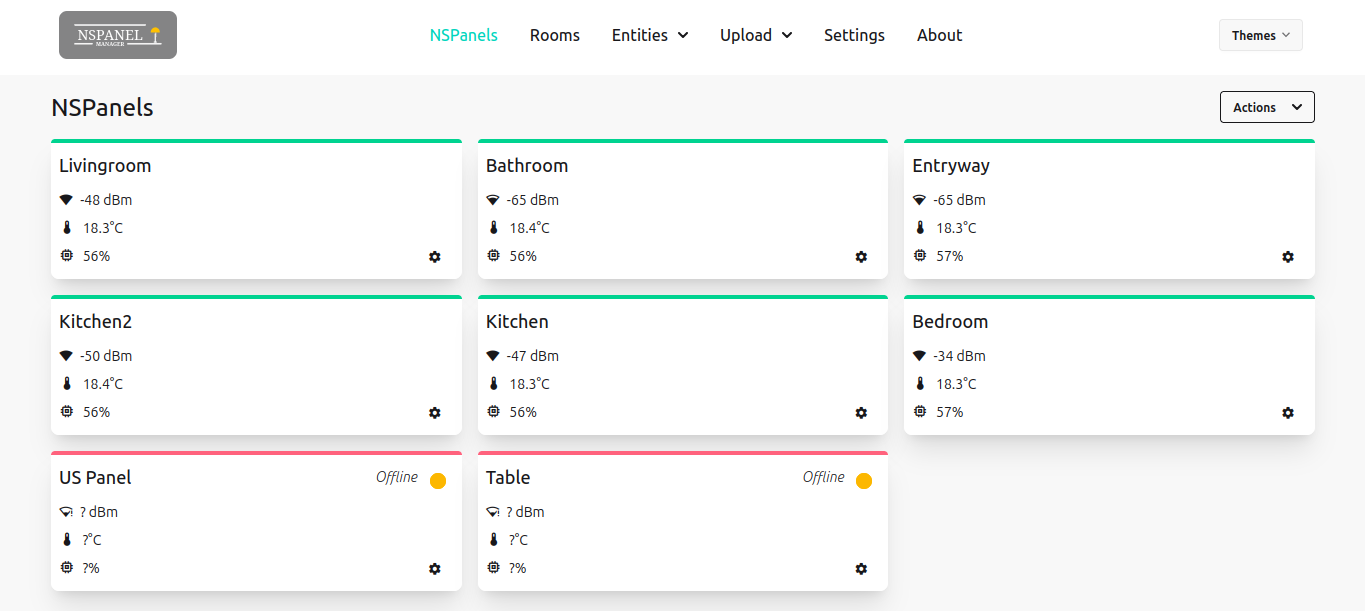 NSPANEL
MANAGER
NSPanels Rooms Entities Upload Settings About
Themes
NSPanels
Actions
Livingroom
-48 dBm
18.3°C
56%
Bathroom
-65 dBm
18.4°C
56%
Entryway
-65 dBm
18.3°C
57%
Kitchen2
-50 dBm
18.4°C
56%
Kitchen
-47 dBm
18.3°C
56%
Bedroom
-34 dBm
18.3°C
57%
US Panel Offline
? dBm
?°C
?%
Table Offline
? dBm
?°C
?%